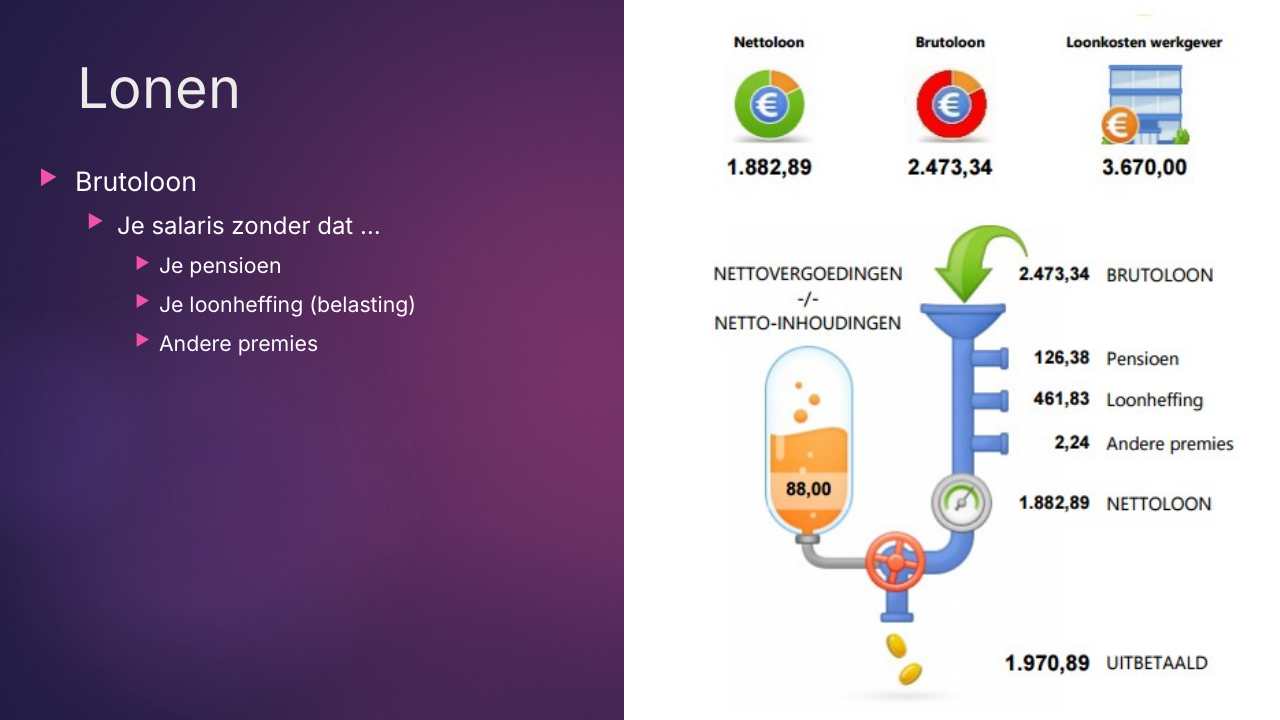 Lonen
Brutoloon
Je salaris zonder dat ...
Je pensioen
Je loonheffing (belasting)
Andere premies
Nettoloon
Brutoloon
Loonkosten werkgever
1.882,89
2.473,34
3.670,00
NETTOVERGOEDINGEN
-/-
NETTO-INHOUDINGEN
88,00
2.473,34 BRUTOLOON
126,38 Pensioen
461,83 Loonheffing
2,24 Andere premies
1.882,89 NETTOLOON
1.970,89 UITBETAALD